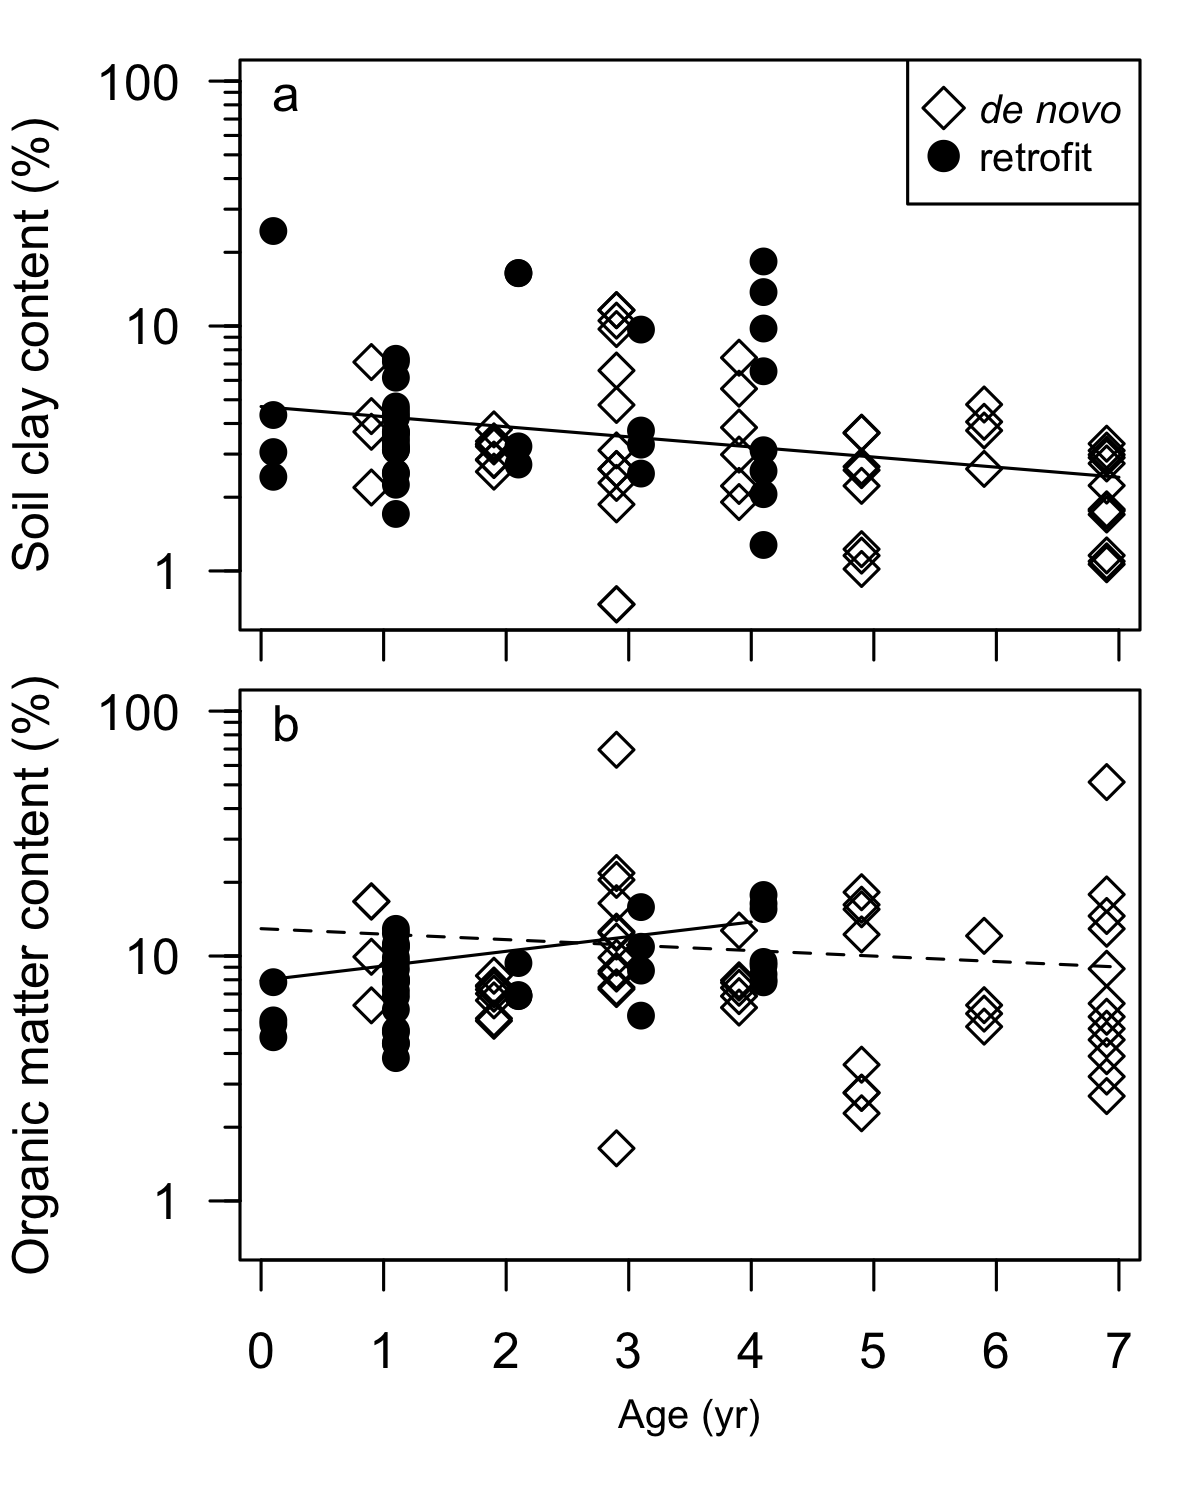 a
de novo
retrofit
Soil clay content (%)
100
10
1
b
Organic matter content (%)
100
10
1
0 1 2 3 4 5 6 7
Age (yr)